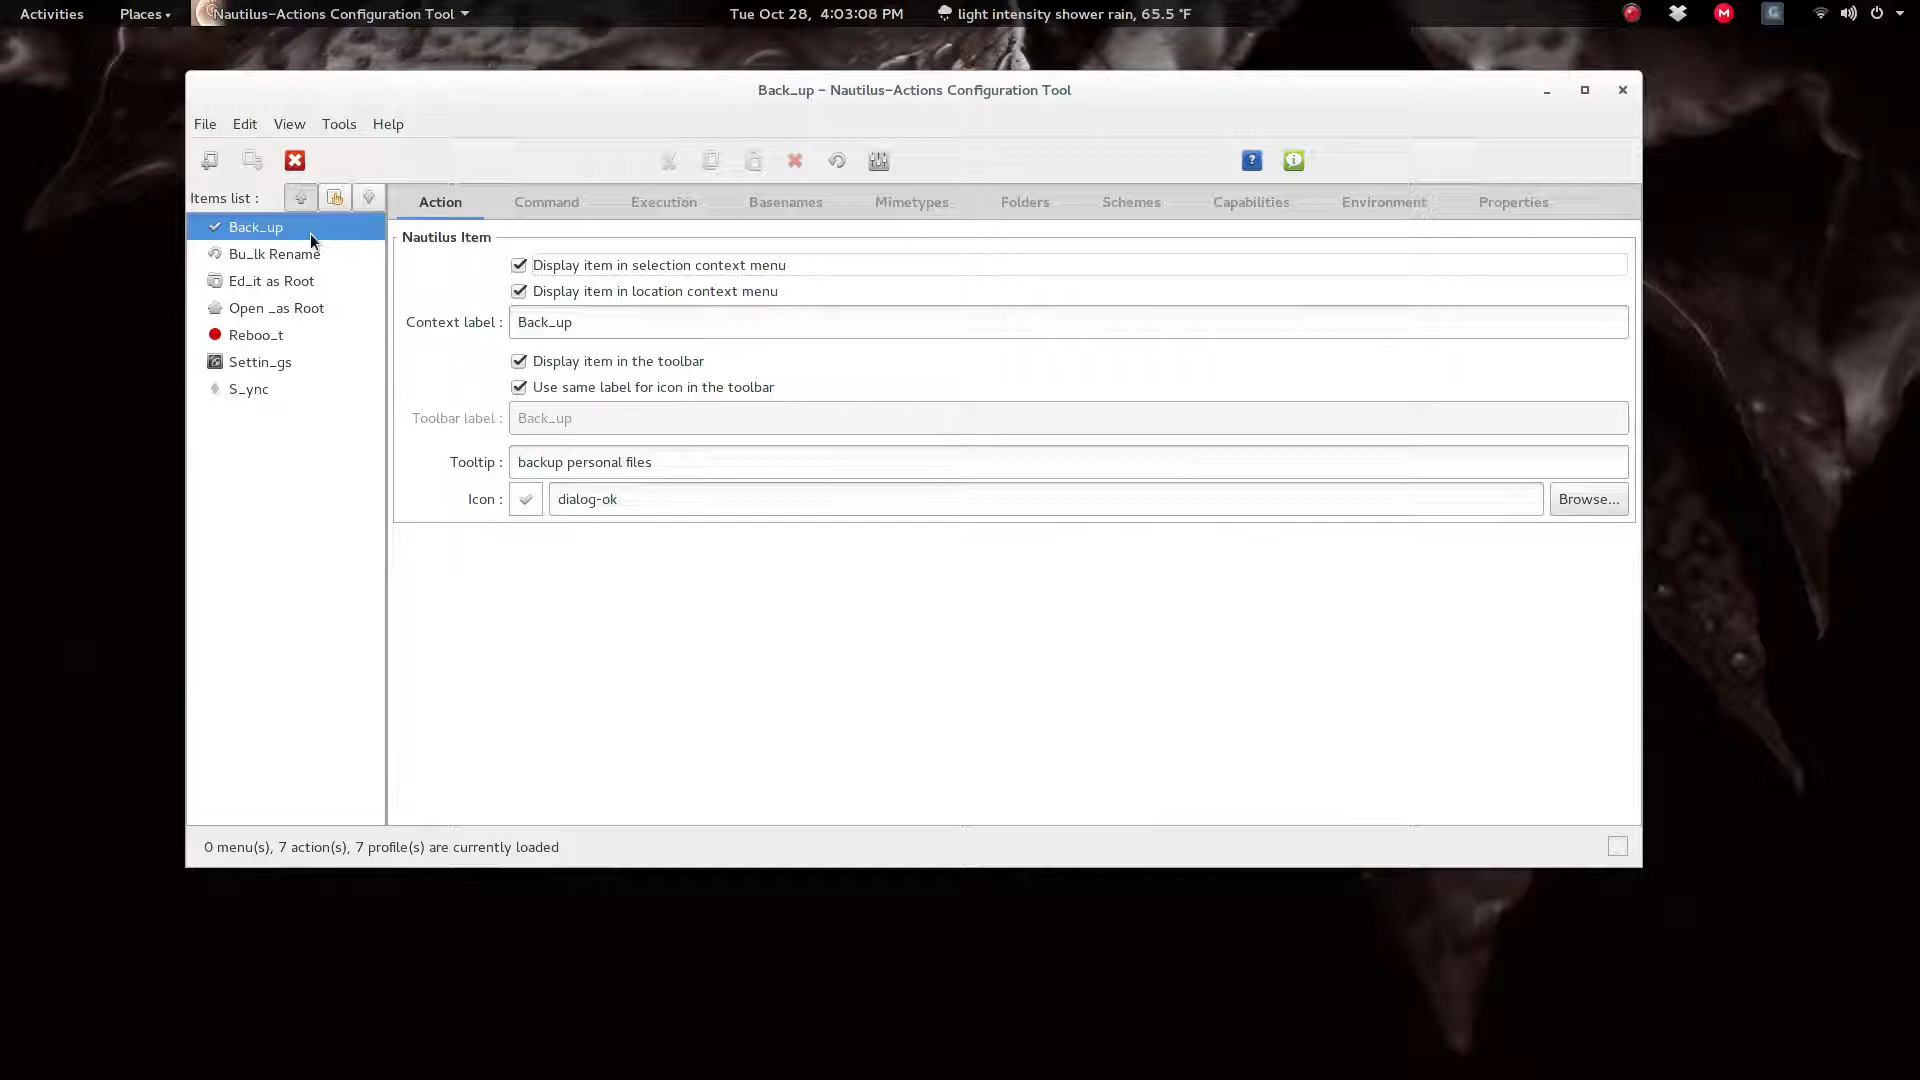 Activities Places Nautilus-Actions Configuration Tool Tue Oct 28, 4:03:08 PM light intensity shower rain, 65.5 °F M G
Back_up - Nautilus-Actions Configuration Tool
File Edit View Tools Help
Items list :
Action Command Execution Basenames Mimetypes Folders Schemes Capabilities Environment Properties
Back_up
Bu_lk Rename
Ed_it as Root
Open _as Root
Reboo_t
Settin_gs
S_ync
Nautilus Item
Display item in selection context menu
Display item in location context menu
Context label : Back_up
Display item in the toolbar
Use same label for icon in the toolbar
Toolbar label : Back_up
Tooltip : backup personal files
Icon : dialog-ok Browse...
0 menu(s), 7 action(s), 7 profile(s) are currently loaded